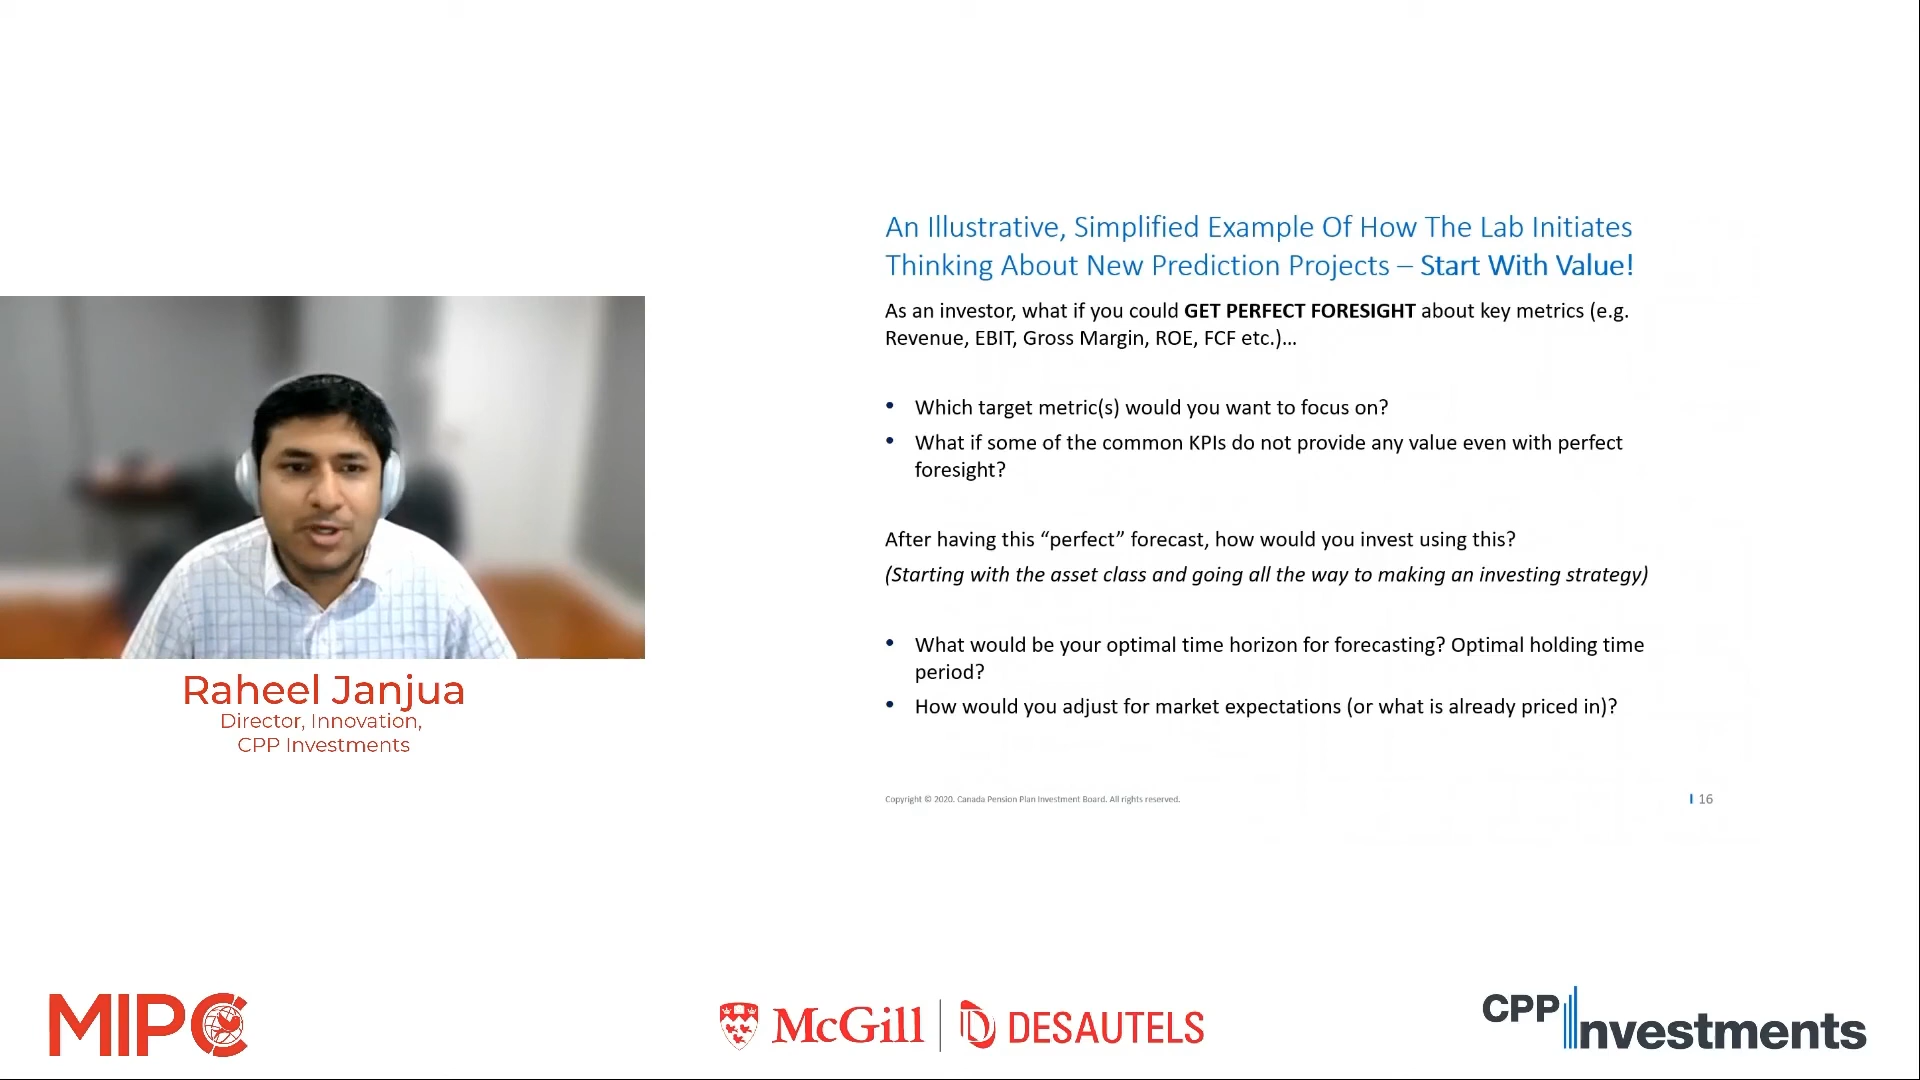 An Illustrative, Simplified Example Of How The Lab Initiates
Thinking About New Prediction Projects – Start With Value!
As an investor, what if you could GET PERFECT FORESIGHT about key metrics (e.g.
Revenue, EBIT, Gross Margin, ROE, FCF etc.)…
• Which target metric(s) would you want to focus on?
• What if some of the common KPIs do not provide any value even with perfect
foresight?
After having this “perfect” forecast, how would you invest using this?
(Starting with the asset class and going all the way to making an investing strategy)
• What would be your optimal time horizon for forecasting? Optimal holding time
period?
• How would you adjust for market expectations (or what is already priced in)?
Copyright © 2020. Canada Pension Plan Investment Board. All rights reserved.
16
Raheel Janjua
Director, Innovation,
CPP Investments
MIPC
McGill
DESAUTELS
CPP Investments